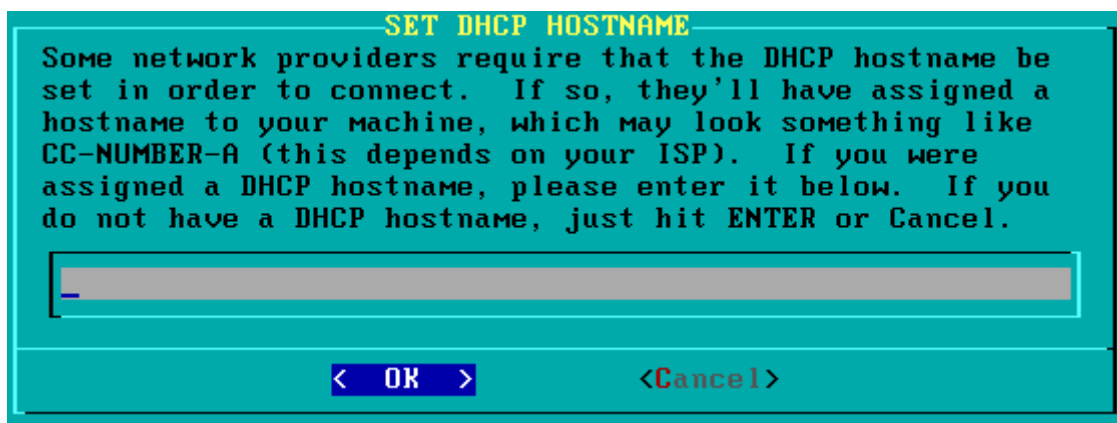 SET DHCP HOSTNAME
Some network providers require that the DHCP hostname be
set in order to connect.  If so, they'll have assigned a
hostname to your machine, which may look something like
CC-NUMBER-A (this depends on your ISP).  If you were
assigned a DHCP hostname, please enter it below.  If you
do not have a DHCP hostname, just hit ENTER or Cancel.
<  OK  > <Cancel>